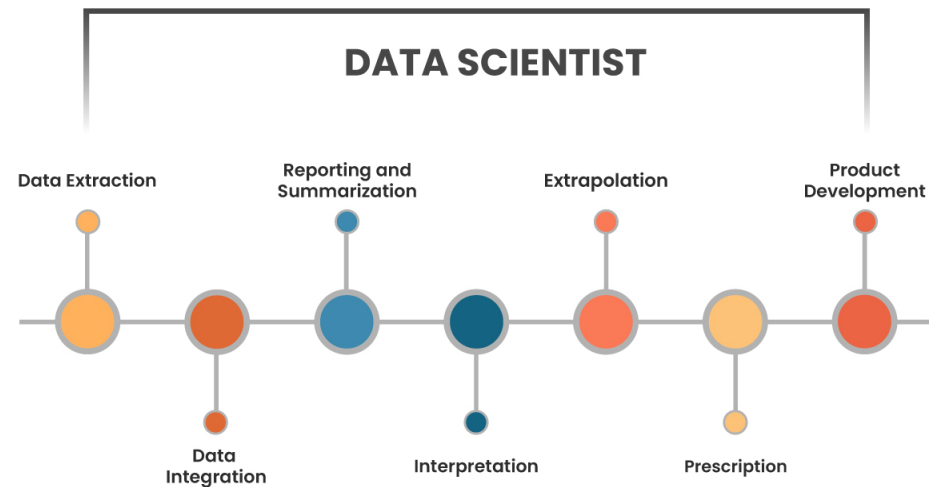 DATA SCIENTIST
Data Extraction
Reporting and
Summarization
Extrapolation
Product
Development
Data
Integration
Interpretation
Prescription